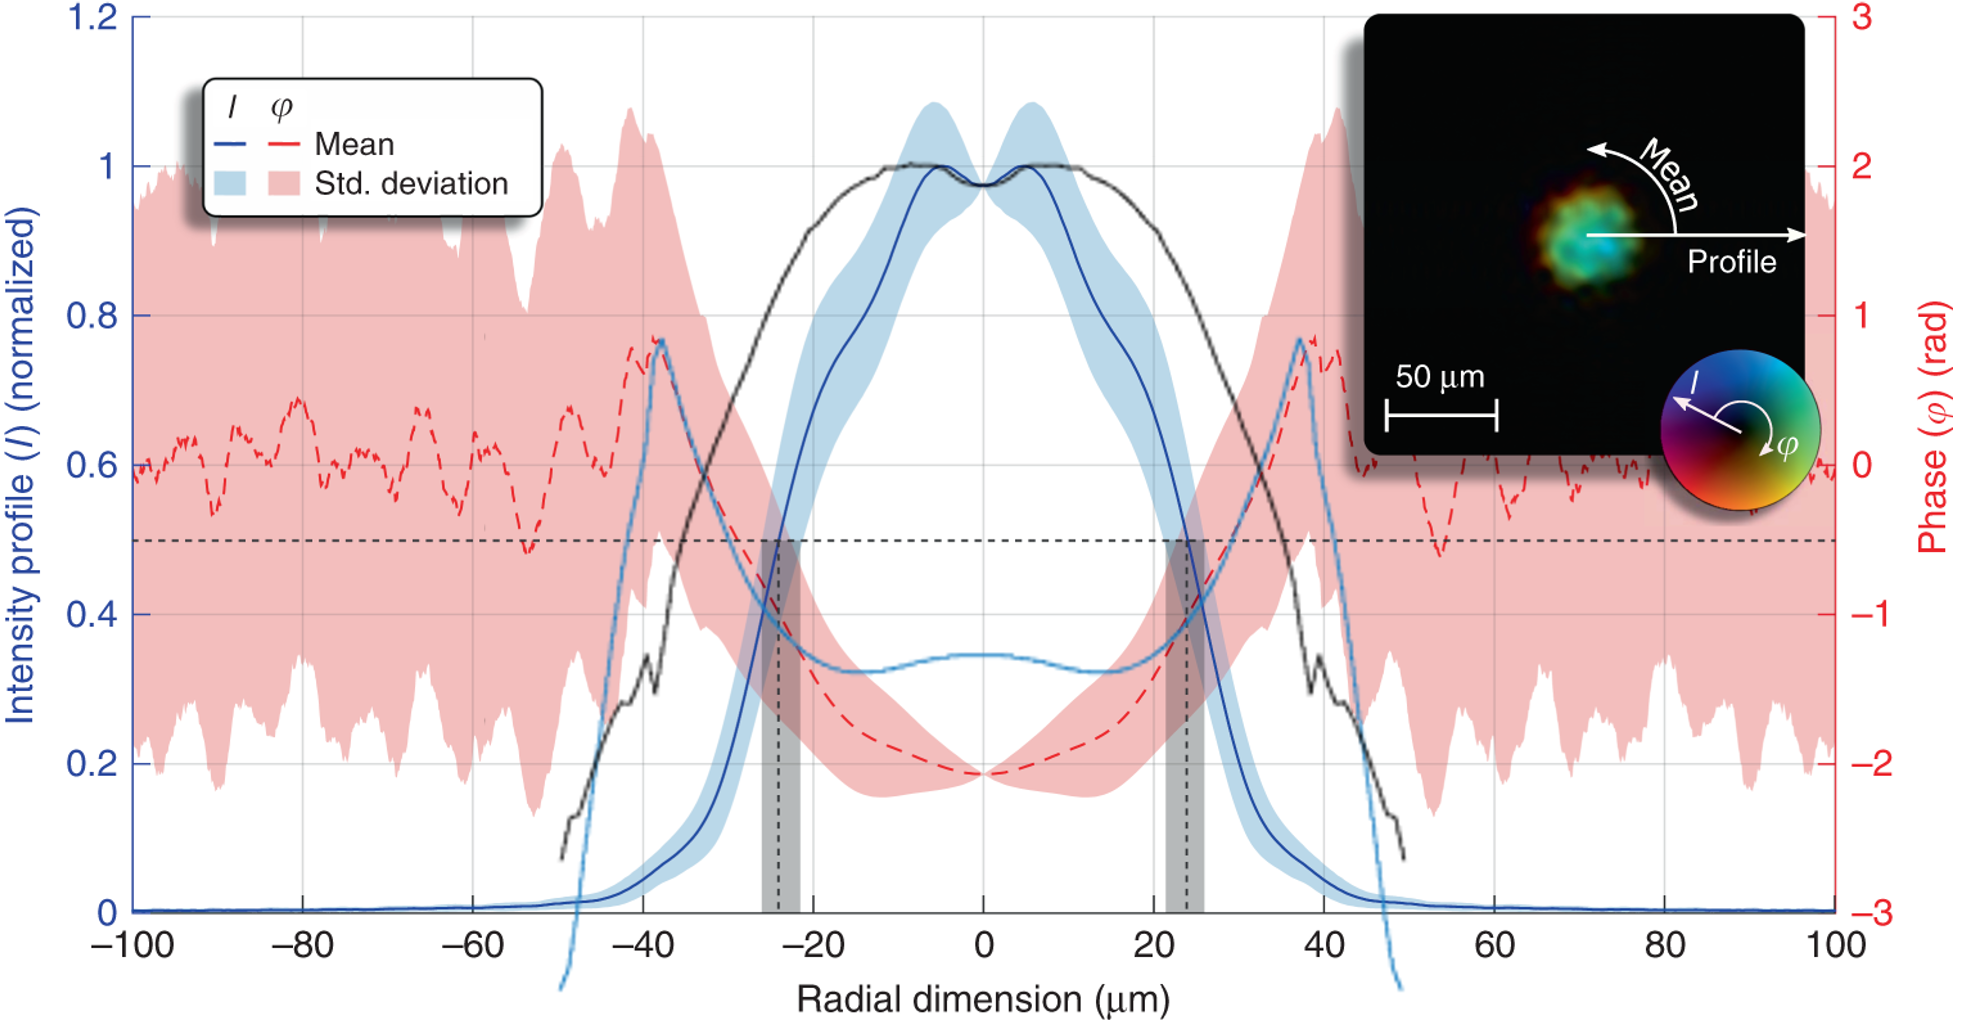 1.2
1
0.8
0.6
0.4
0.2
0
Intensity profile (I) (normalized)
I φ
Mean
Std. deviation
Mean
Profile
50 μm
I
φ
3
2
1
0
–1
–2
–3
Phase (φ) (rad)
–100 –80 –60 –40 –20 0 20 40 60 80 100
Radial dimension (μm)